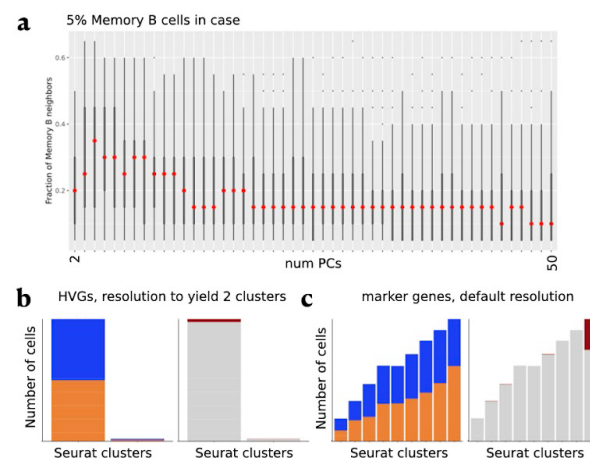 a
5% Memory B cells in case
Fraction of Memory B neighbors
0.6
0.4
0.2
2
num PCs
50
b
HVGs, resolution to yield 2 clusters
Number of cells
Seurat clusters
Seurat clusters
c
marker genes, default resolution
Number of cells
Seurat clusters
Seurat clusters